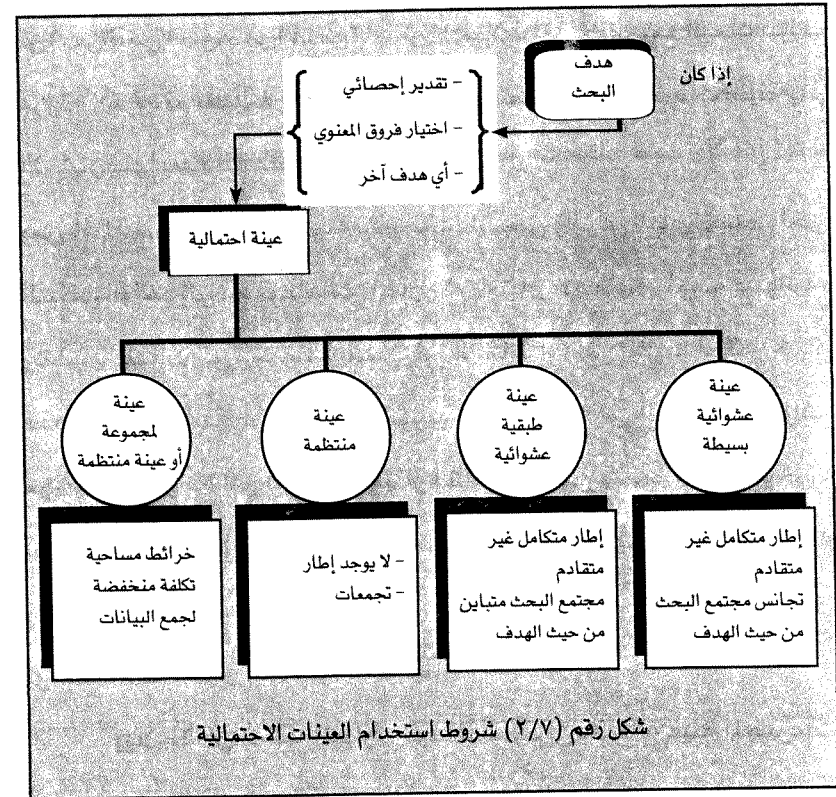 إذا كان
هدف
البحث
- تقدير إحصائي
- اختيار فروق المعنوي
- أي هدف آخر
عينة احتمالية
عينة
عشوائية
بسيطة
عينة
طبقية
عشوائية
عينة
منتظمة
عينة
لمجموعة
أو عينة منتظمة
إطار متكامل غير
متقادم
تجانس مجتمع البحث
من حيث الهدف
إطار متكامل غير
متقادم
مجتمع البحث متباين
من حيث الهدف
- لا يوجد إطار
- تجمعات
خرائط مساحية
تكلفة منخفضة
لجمع البيانات
شكل رقم (٢/٧) شروط استخدام العينات الاحتمالية